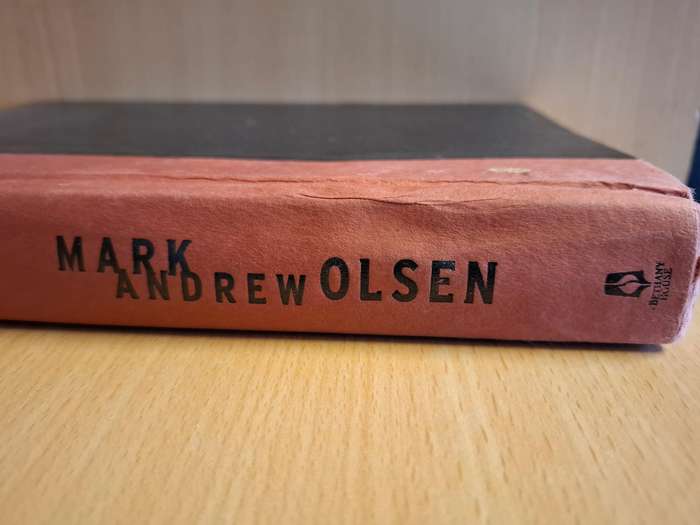 MARK
ANDREW OLSEN
BETHANY
HOUSE